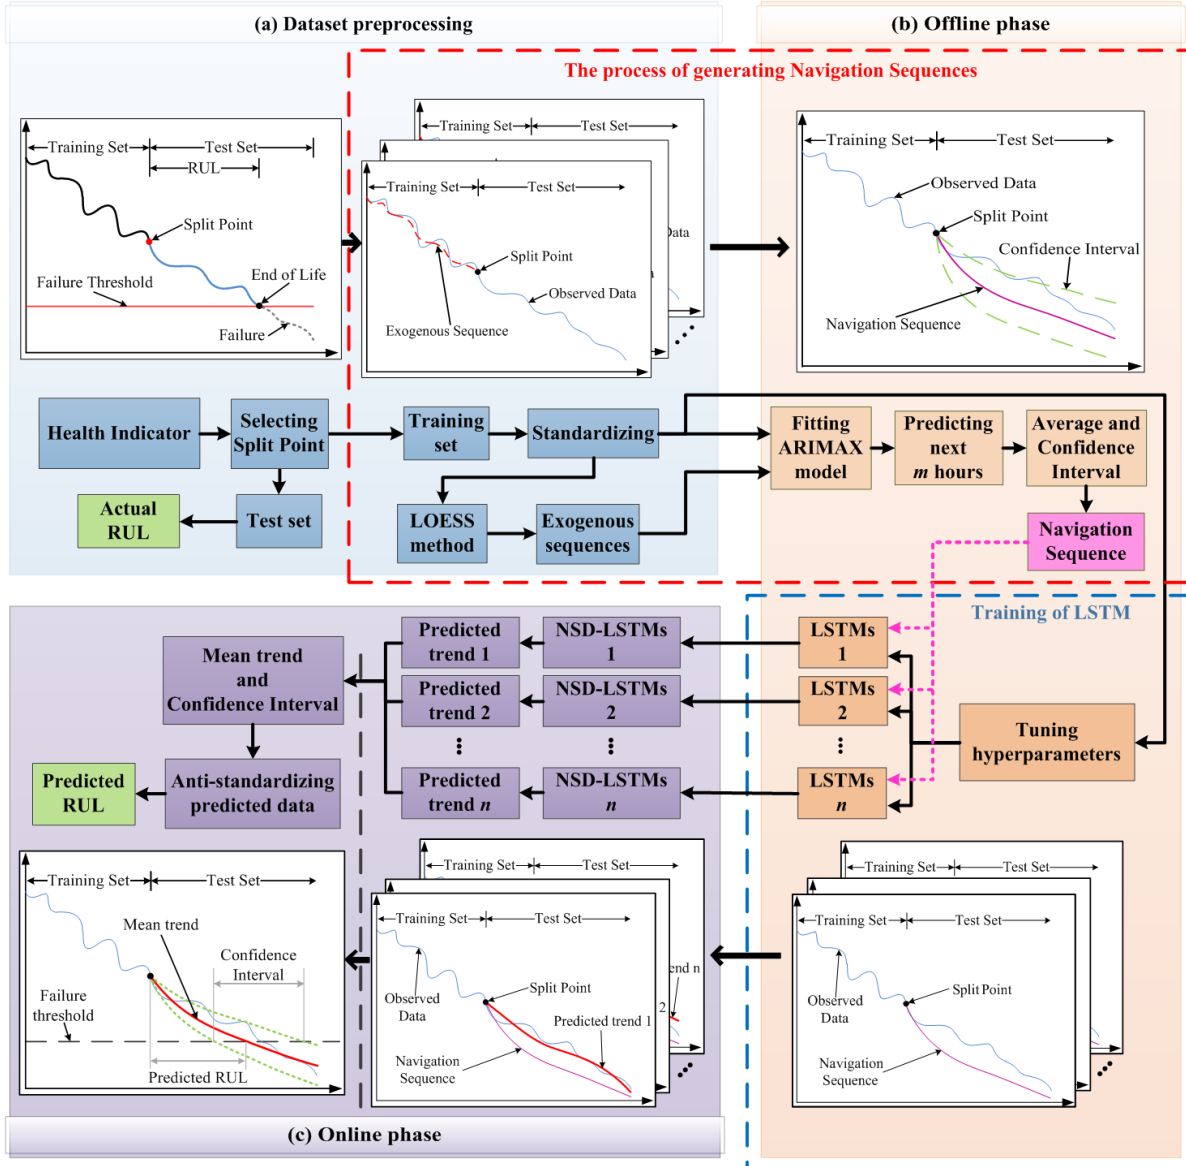 (a) Dataset preprocessing
(b) Offline phase
The process of generating Navigation Sequences
Training Set
Test Set
RUL
Split Point
Failure Threshold
End of Life
Failure
Training Set
Test Set
Training Set
Test Set
Split Point
Observed Data
Exogenous Sequence
Data
Training Set
Test Set
Observed Data
Split Point
Confidence
Interval
Navigation Sequence
Health Indicator
Selecting
Split Point
Training
set
Standardizing
Fitting
ARIMAX
model
Predicting
next
m hours
Average and
Confidence
Interval
Actual
RUL
Test set
LOESS
method
Exogenous
sequences
Navigation
Sequence
Training of LSTM
Mean trend
and
Confidence Interval
Predicted
trend 1
NSD-LSTMs
1
LSTMs
1
Predicted
trend 2
NSD-LSTMs
2
LSTMs
2
Tuning
hyperparameters
Predicted
RUL
Anti-standardizing
predicted data
Predicted
trend n
NSD-LSTMs
n
LSTMs
n
Training Set
Test Set
Mean trend
Confidence
Interval
Failure
threshold
Predicted RUL
Training Set
Test Set
Training Set
Test Set
end n
2
Observed
Data
Split Point
Predicted trend 1
Navigation
Sequence
Training Set
Test Set
Training Set
Test Set
Observed
Data
Split Point
Navigation
Sequence
(c) Online phase